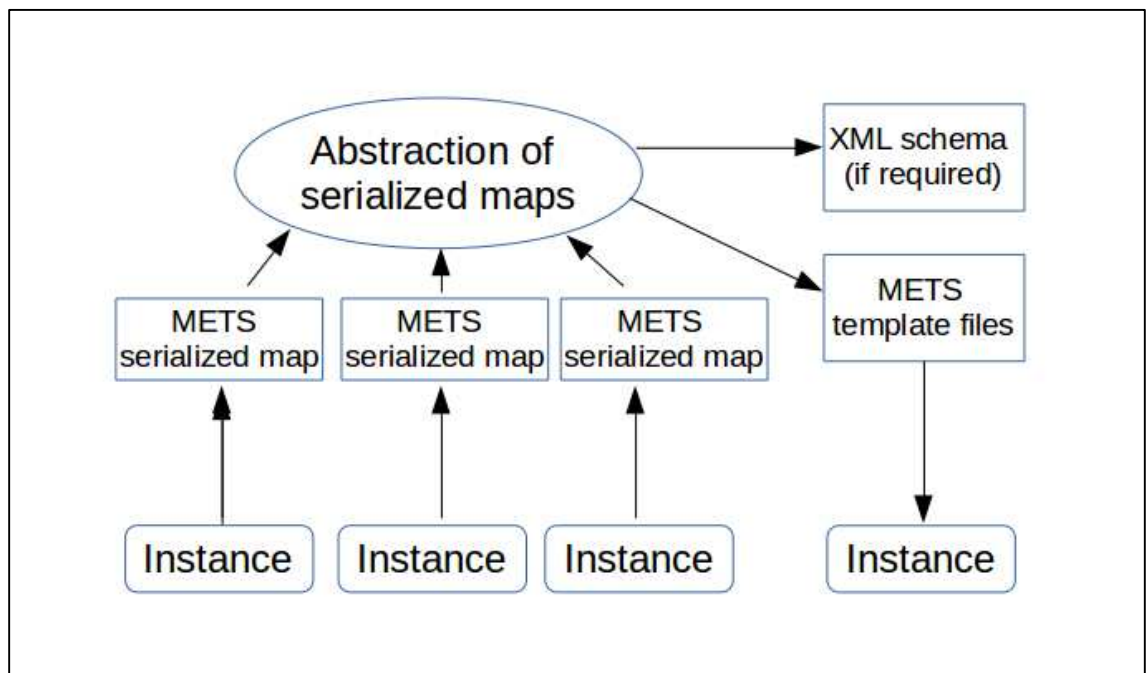 Abstraction of
serialized maps
XML schema
(if required)
METS
serialized map
METS
serialized map
METS
serialized map
METS
template files
Instance
Instance
Instance
Instance